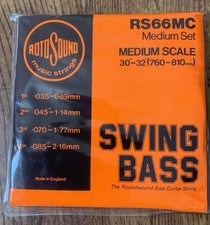 RS66MC
Medium Set
ROTOSOUND
music strings
MEDIUM SCALE
30"-32(760-810mm)
1st .035-0·89mm
2nd .045-1·14mm
3rd .070-1·77mm
4th .085-2·16mm
SWING
BASS
Made in England
The Roundwound Bass Guitar String